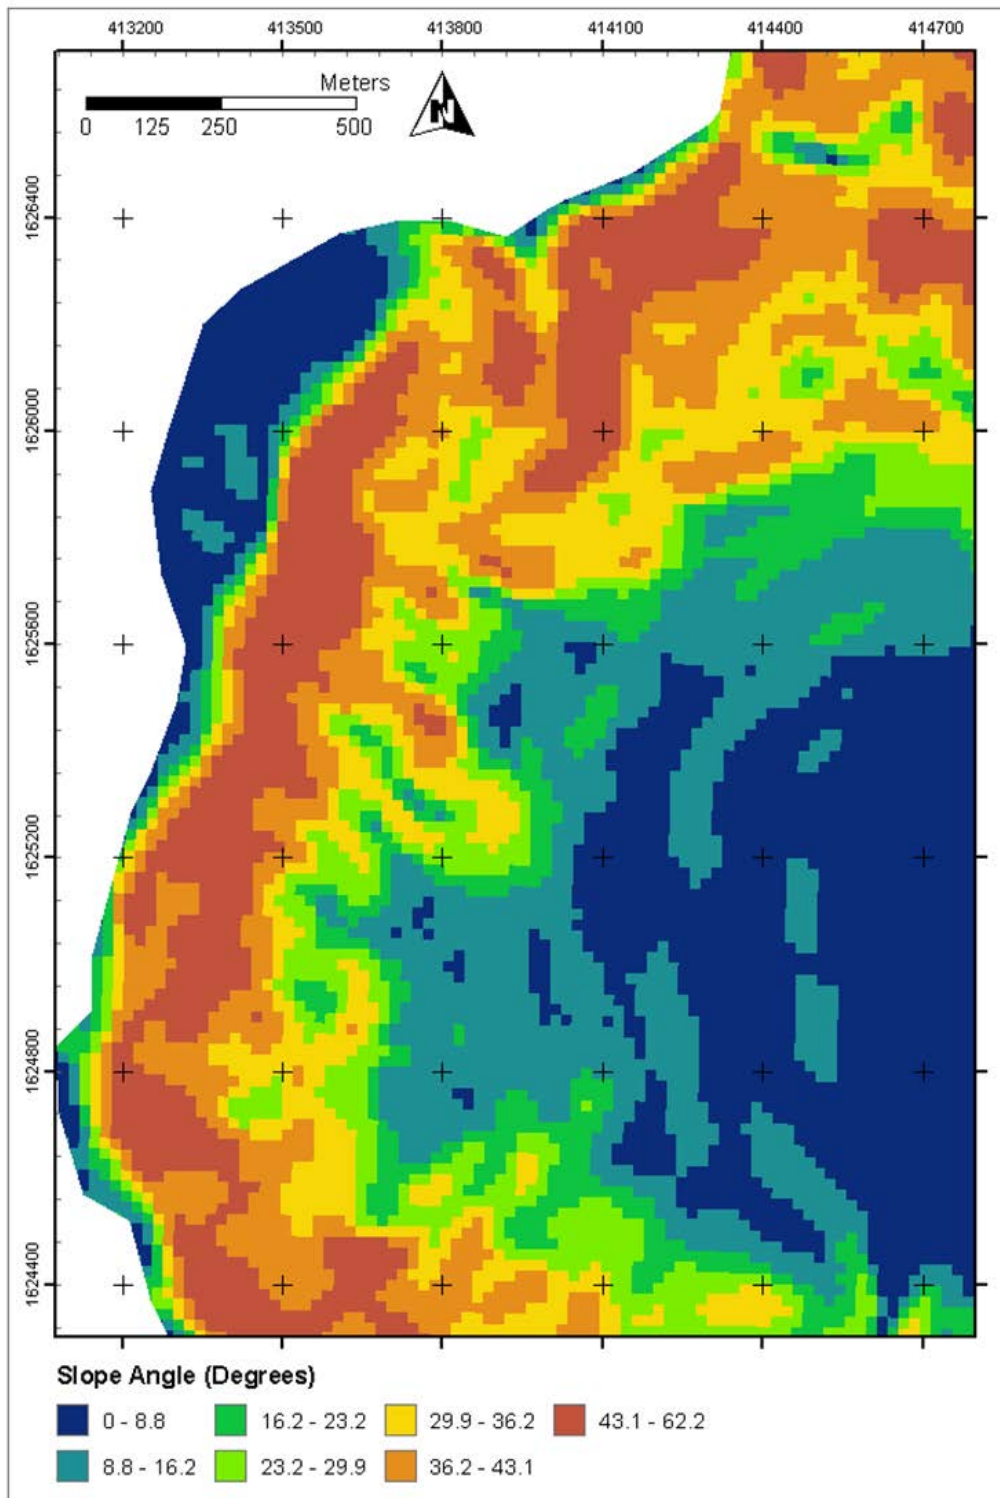 413200 413500 413800 414100 414400 414700
Meters
N
0 125 250 500
1626400
1626000
1625600
1625200
1624800
1624400
Slope Angle (Degrees)
0 - 8.8 16.2 - 23.2 29.9 - 36.2 43.1 - 62.2
8.8 - 16.2 23.2 - 29.9 36.2 - 43.1